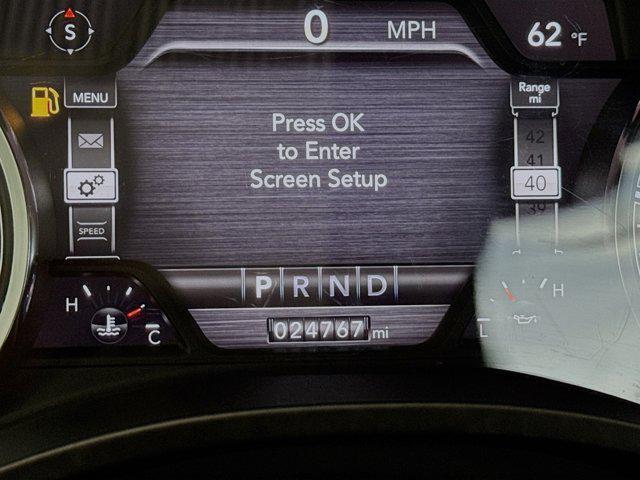 S
0 MPH
62 °F
MENU
Range
mi
Press OK
to Enter
Screen Setup
42
41
40
39
SPEED
P R N D
H
C
024767 mi
H
L